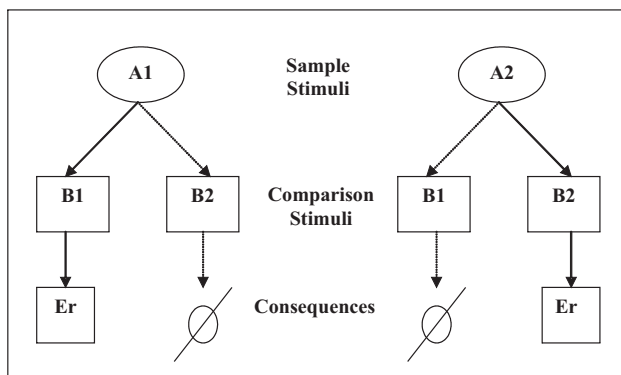 A1
Sample
Stimuli
A2
B1
B2
Comparison
Stimuli
B1
B2
Er
Consequences
Er